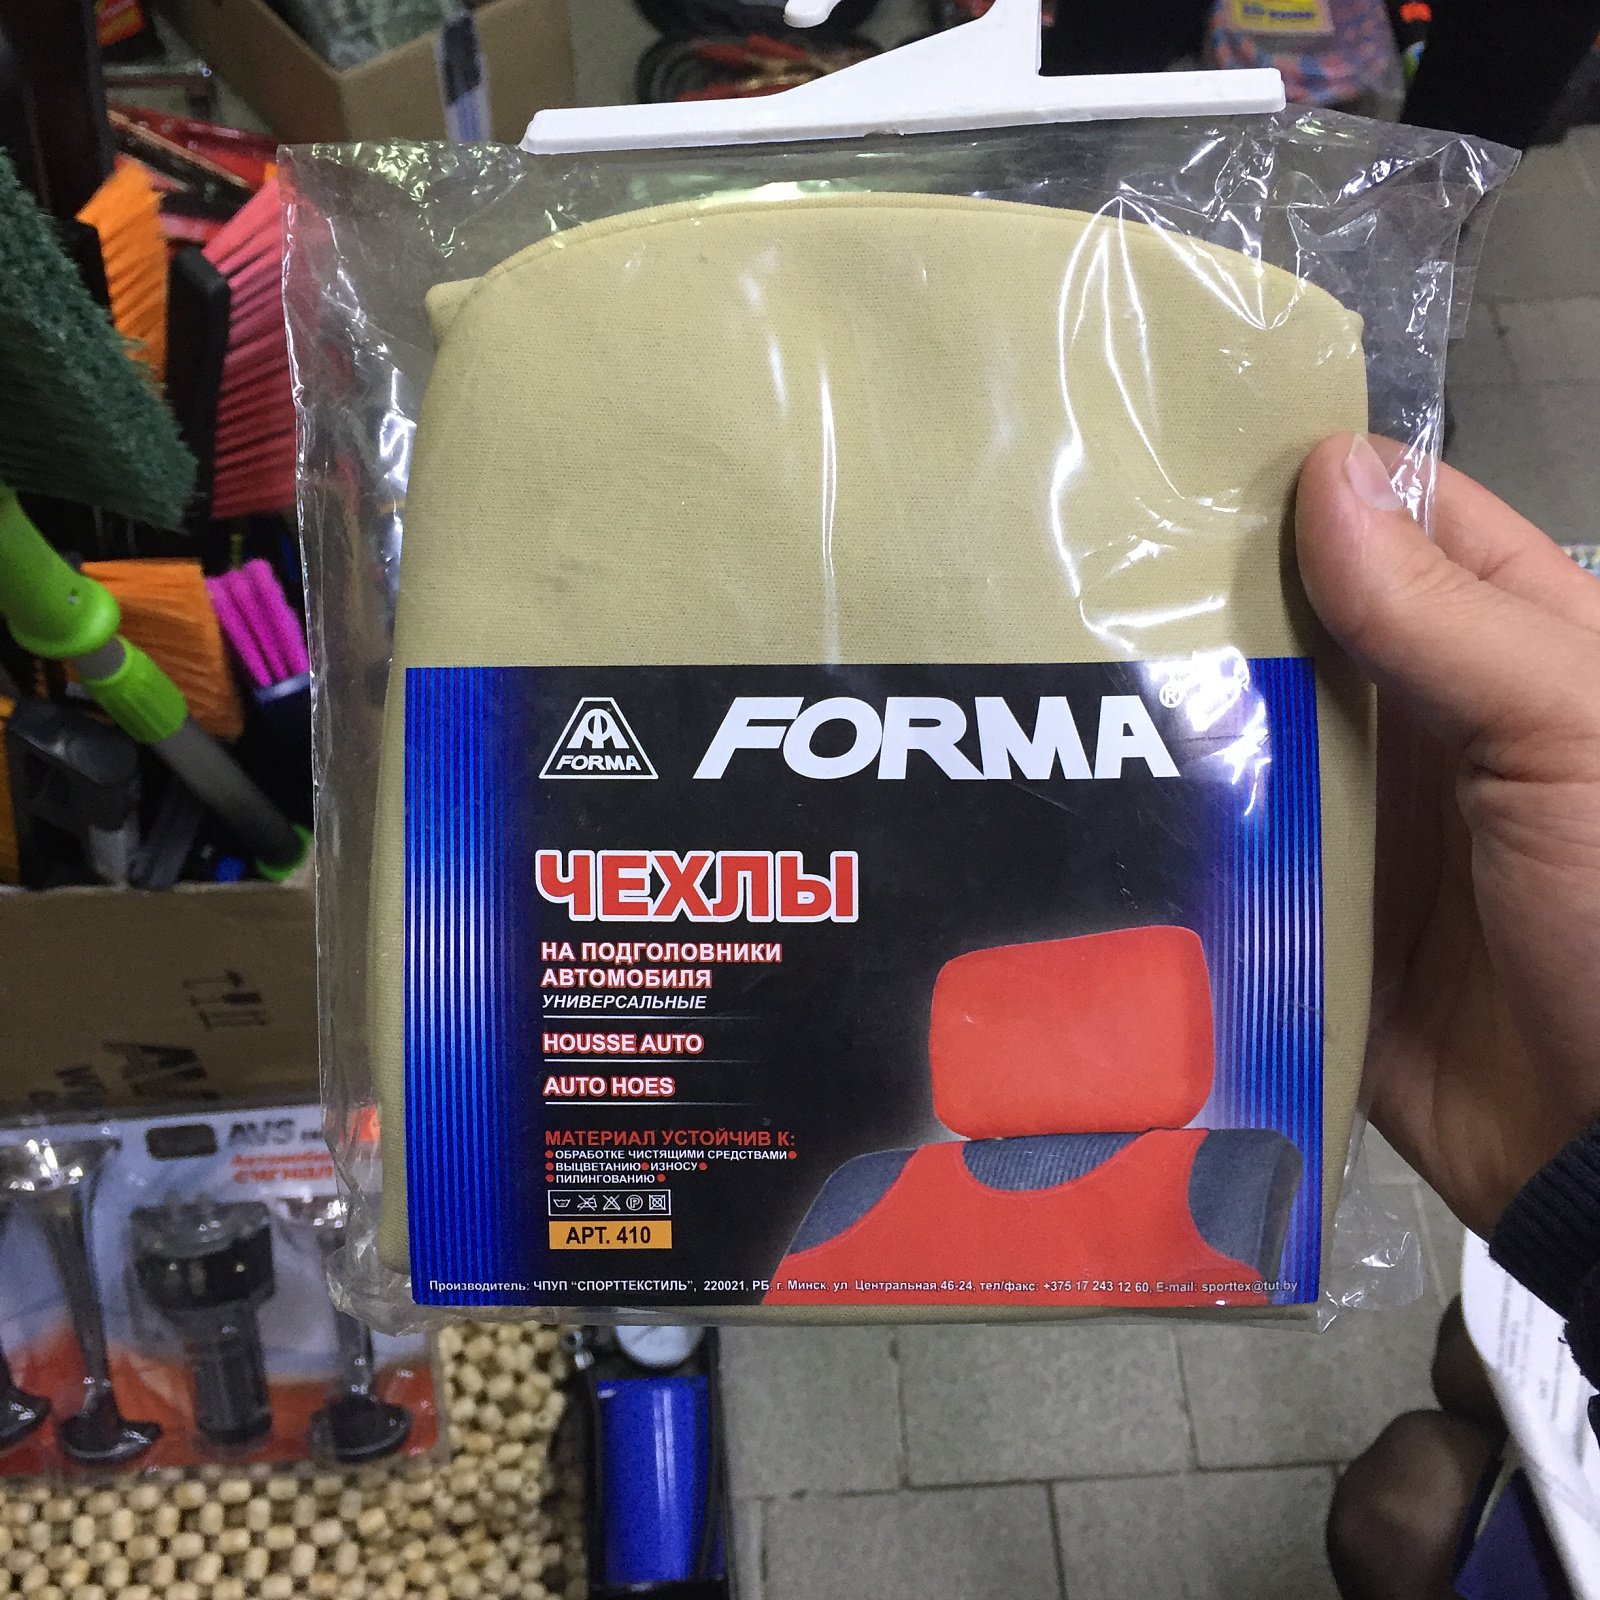 FORMA
FORMA®
ЧЕХЛЫ
НА ПОДГОЛОВНИКИ
АВТОМОБИЛЯ
УНИВЕРСАЛЬНЫЕ
HOUSSE AUTO
AUTO HOES
МАТЕРИАЛ УСТОЙЧИВ К:
•ОБРАБОТКЕ ЧИСТЯЩИМИ СРЕДСТВАМИ•
•ВЫЦВЕТАНИЮ•ИЗНОСУ•
•ПИЛИНГОВАНИЮ•
АРТ. 410
Производитель: ЧПУП "СПОРТТЕКСТИЛЬ", 220021, РБ, г. Минск, ул. Центральная,46-24, тел/факс: +375 17 243 12 60, E-mail: sporttex@tut.by
AVS
СИГНАЛ